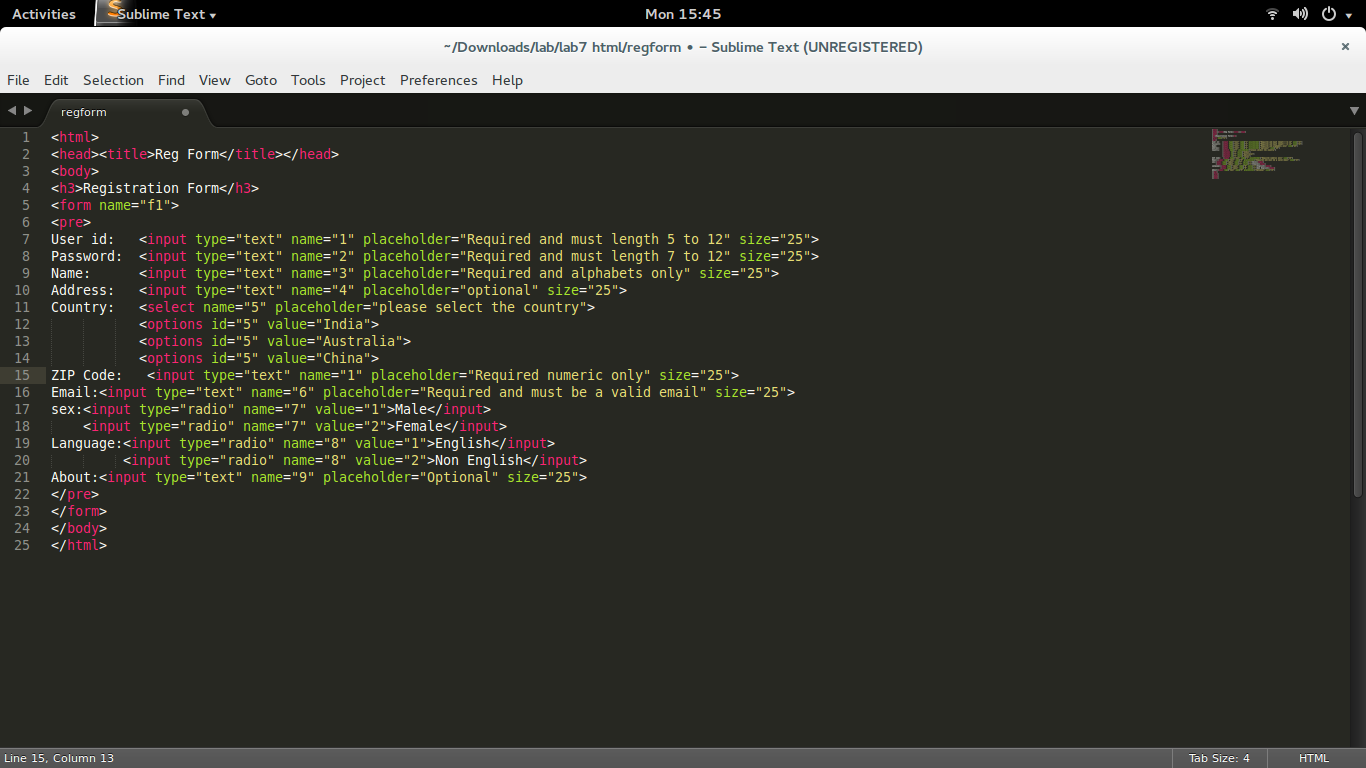 Activities Sublime Text Mon 15:45
~/Downloads/lab/lab7 html/regform • – Sublime Text (UNREGISTERED) ×
File Edit Selection Find View Goto Tools Project Preferences Help
regform
1 <html>
2 <head><title>Reg Form</title></head>
3 <body>
4 <h3>Registration Form</h3>
5 <form name="f1">
6 <pre>
7 User id:   <input type="text" name="1" placeholder="Required and must length 5 to 12" size="25">
8 Password:  <input type="text" name="2" placeholder="Required and must length 7 to 12" size="25">
9 Name:      <input type="text" name="3" placeholder="Required and alphabets only" size="25">
10 Address:   <input type="text" name="4" placeholder="optional" size="25">
11 Country:   <select name="5" placeholder="please select the country">
12            <options id="5" value="India">
13            <options id="5" value="Australia">
14            <options id="5" value="China">
15 ZIP Code:   <input type="text" name="1" placeholder="Required numeric only" size="25">
16 Email:<input type="text" name="6" placeholder="Required and must be a valid email" size="25">
17 sex:<input type="radio" name="7" value="1">Male</input>
18     <input type="radio" name="7" value="2">Female</input>
19 Language:<input type="radio" name="8" value="1">English</input>
20          <input type="radio" name="8" value="2">Non English</input>
21 About:<input type="text" name="9" placeholder="Optional" size="25">
22 </pre>
23 </form>
24 </body>
25 </html>
Line 15, Column 13 Tab Size: 4 HTML